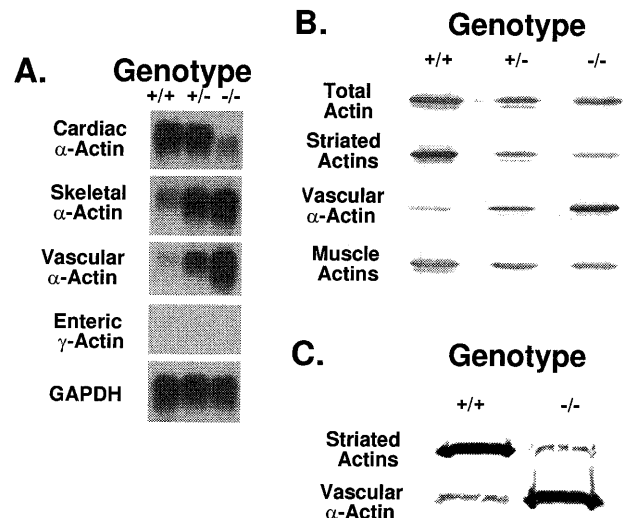 A.
Genotype
+/+ +/- -/-
Cardiac
α-Actin
Skeletal
α-Actin
Vascular
α-Actin
Enteric
γ-Actin
GAPDH
B.
Genotype
+/+ +/- -/-
Total
Actin
Striated
Actins
Vascular
α-Actin
Muscle
Actins
C.
Genotype
+/+ -/-
Striated
Actins
Vascular
α-Actin